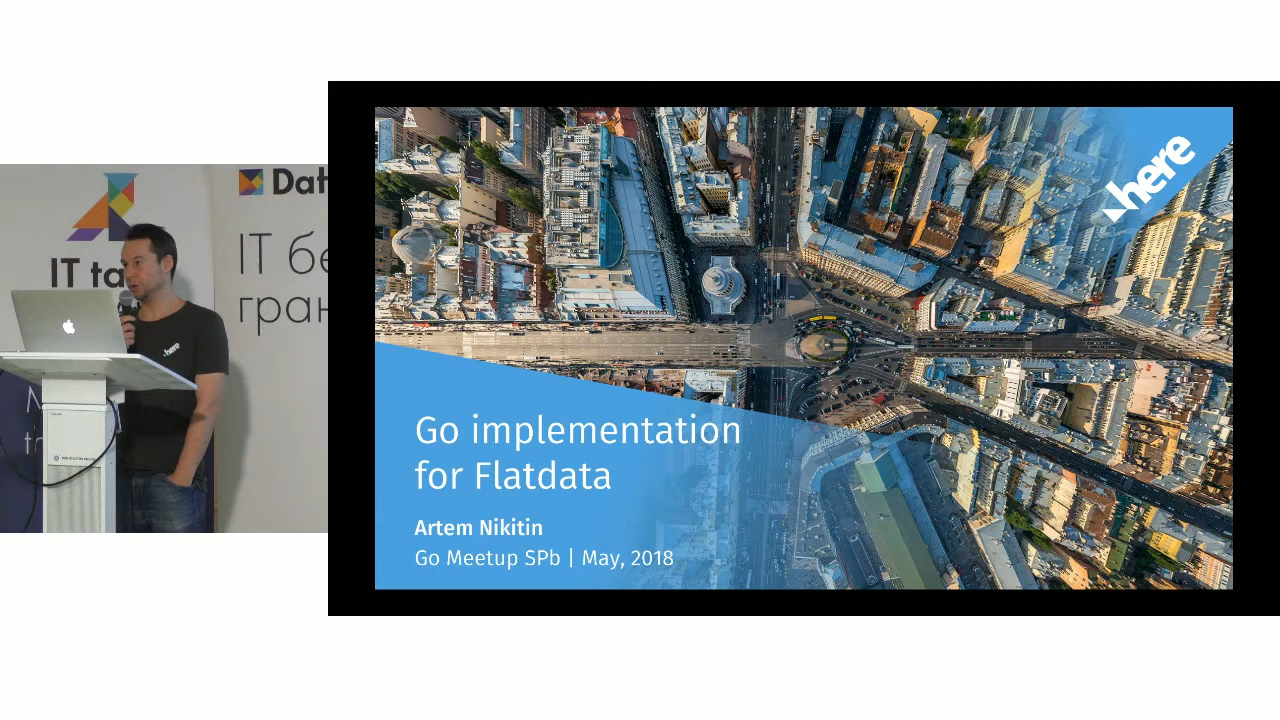 IT ta
Dat
IT бе
гран
here
here
Go implementation
for Flatdata
Artem Nikitin
Go Meetup SPb | May, 2018